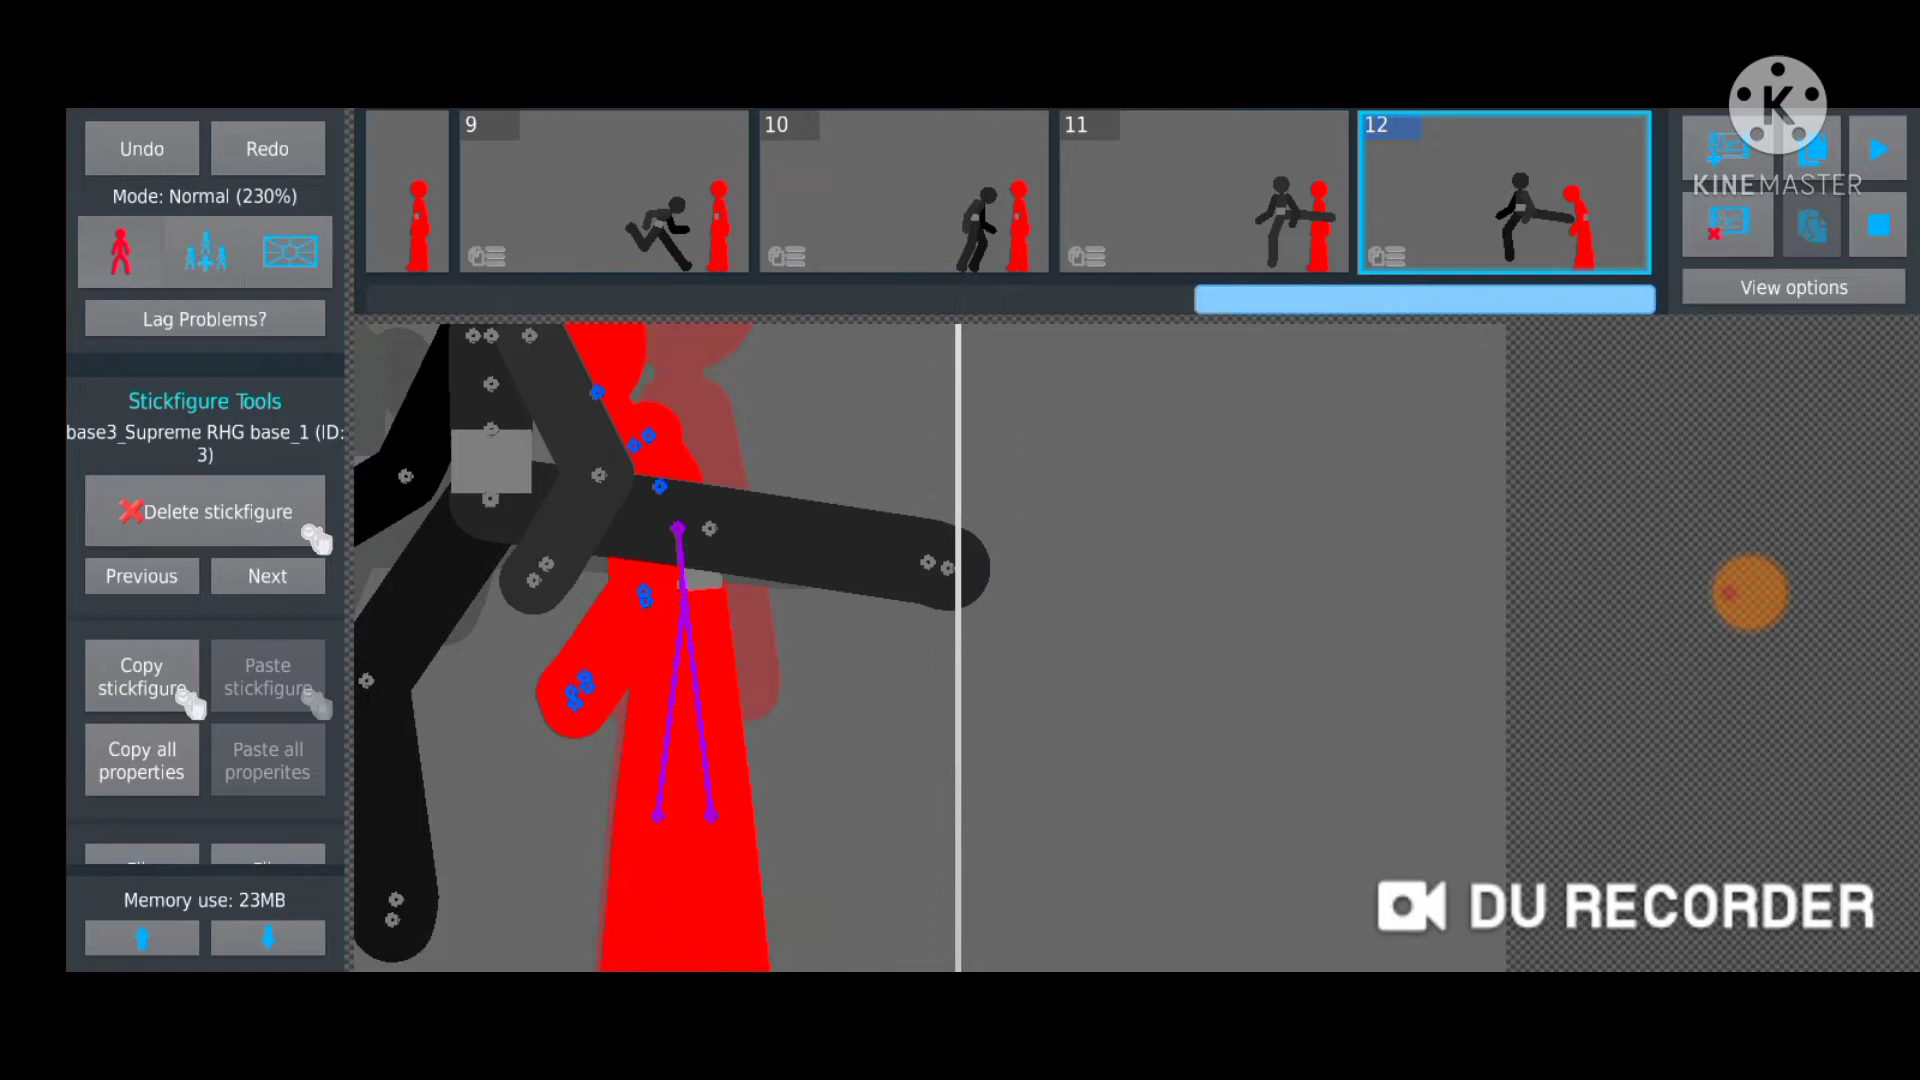 Undo
Redo
Mode: Normal (230%)
Lag Problems?
Stickfigure Tools
base3_Supreme RHG base_1 (ID:
3)
Delete stickfigure
Previous
Next
Copy
stickfigure
Paste
stickfigure
Copy all
properties
Paste all
properites
Memory use: 23MB
9
10
11
12
K
KINEMASTER
View options
DU RECORDER